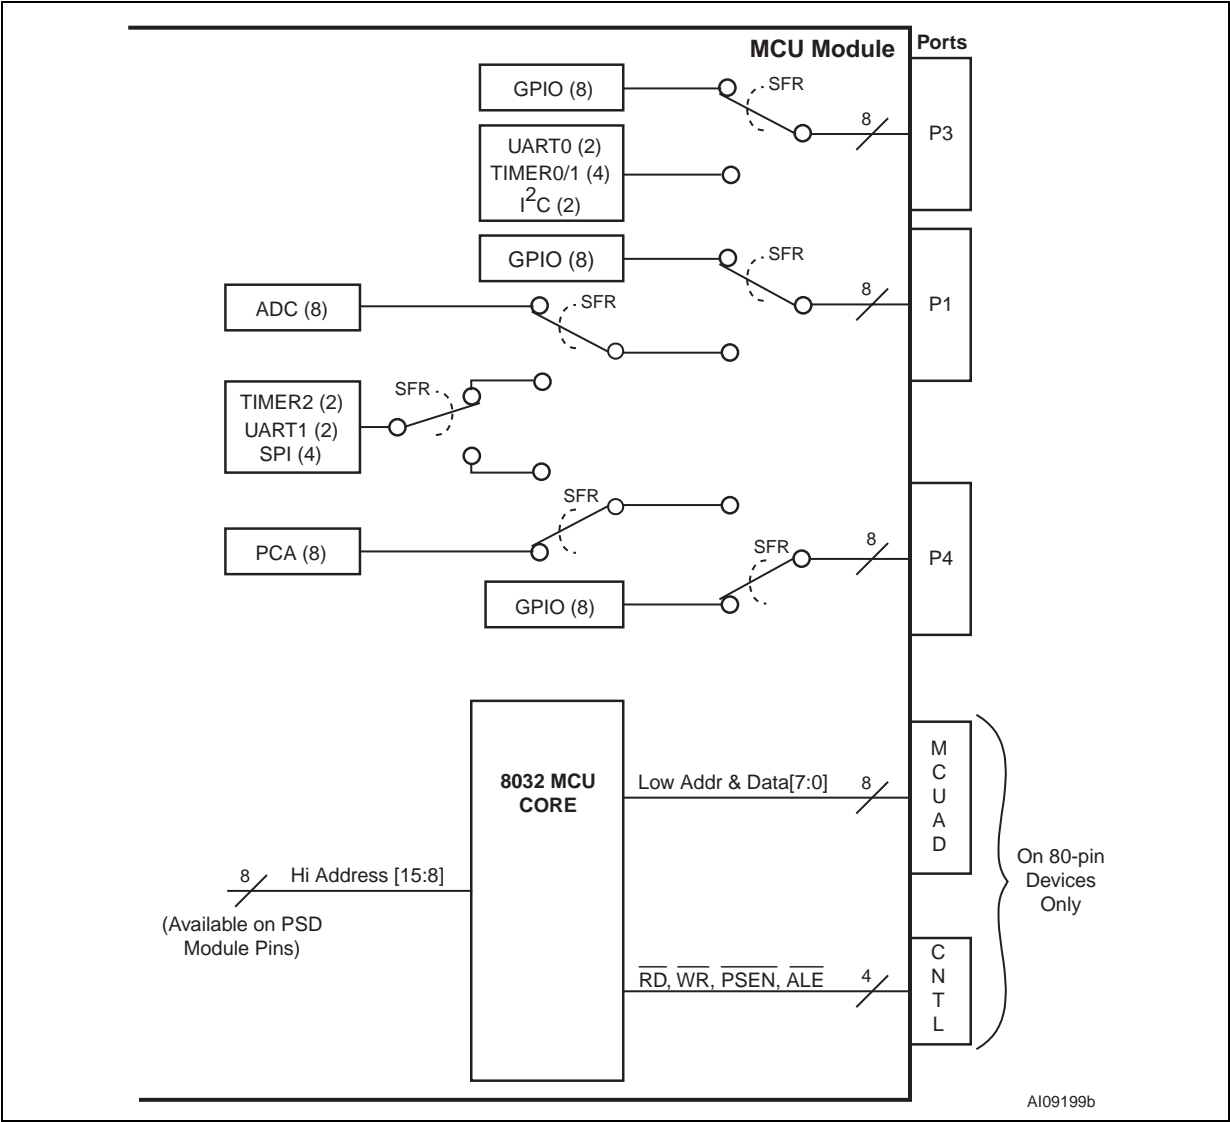 MCU Module
Ports
GPIO (8)
SFR
8
P3
UART0 (2)
TIMER0/1 (4)
I2C (2)
GPIO (8)
SFR
8
P1
ADC (8)
SFR
TIMER2 (2)
UART1 (2)
SPI (4)
SFR
SFR
PCA (8)
SFR
8
P4
GPIO (8)
8032 MCU
CORE
Low Addr & Data[7:0]
8
MCUAD
8
Hi Address [15:8]
(Available on PSD
Module Pins)
On 80-pin
Devices
Only
RD, WR, PSEN, ALE
4
CNTL
AI09199b